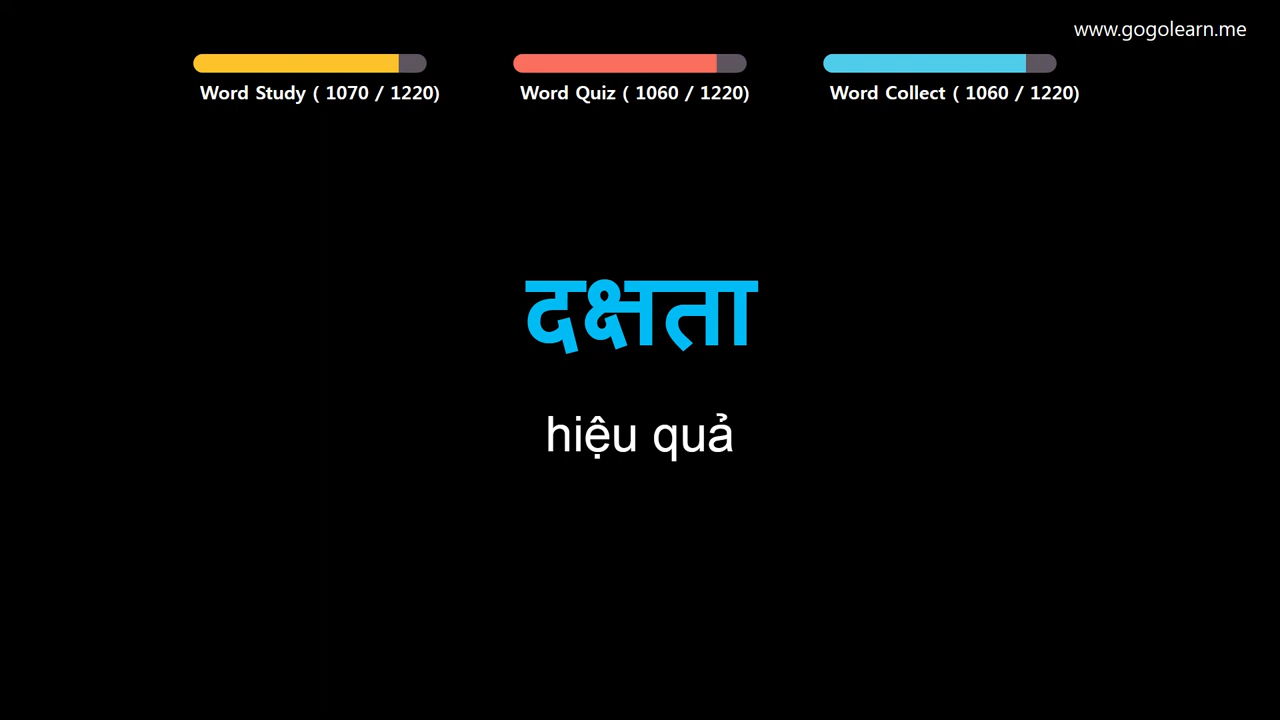 www.gogolearn.me
Word Study ( 1070 / 1220)
Word Quiz ( 1060 / 1220)
Word Collect ( 1060 / 1220)
दक्षता
hiệu quả